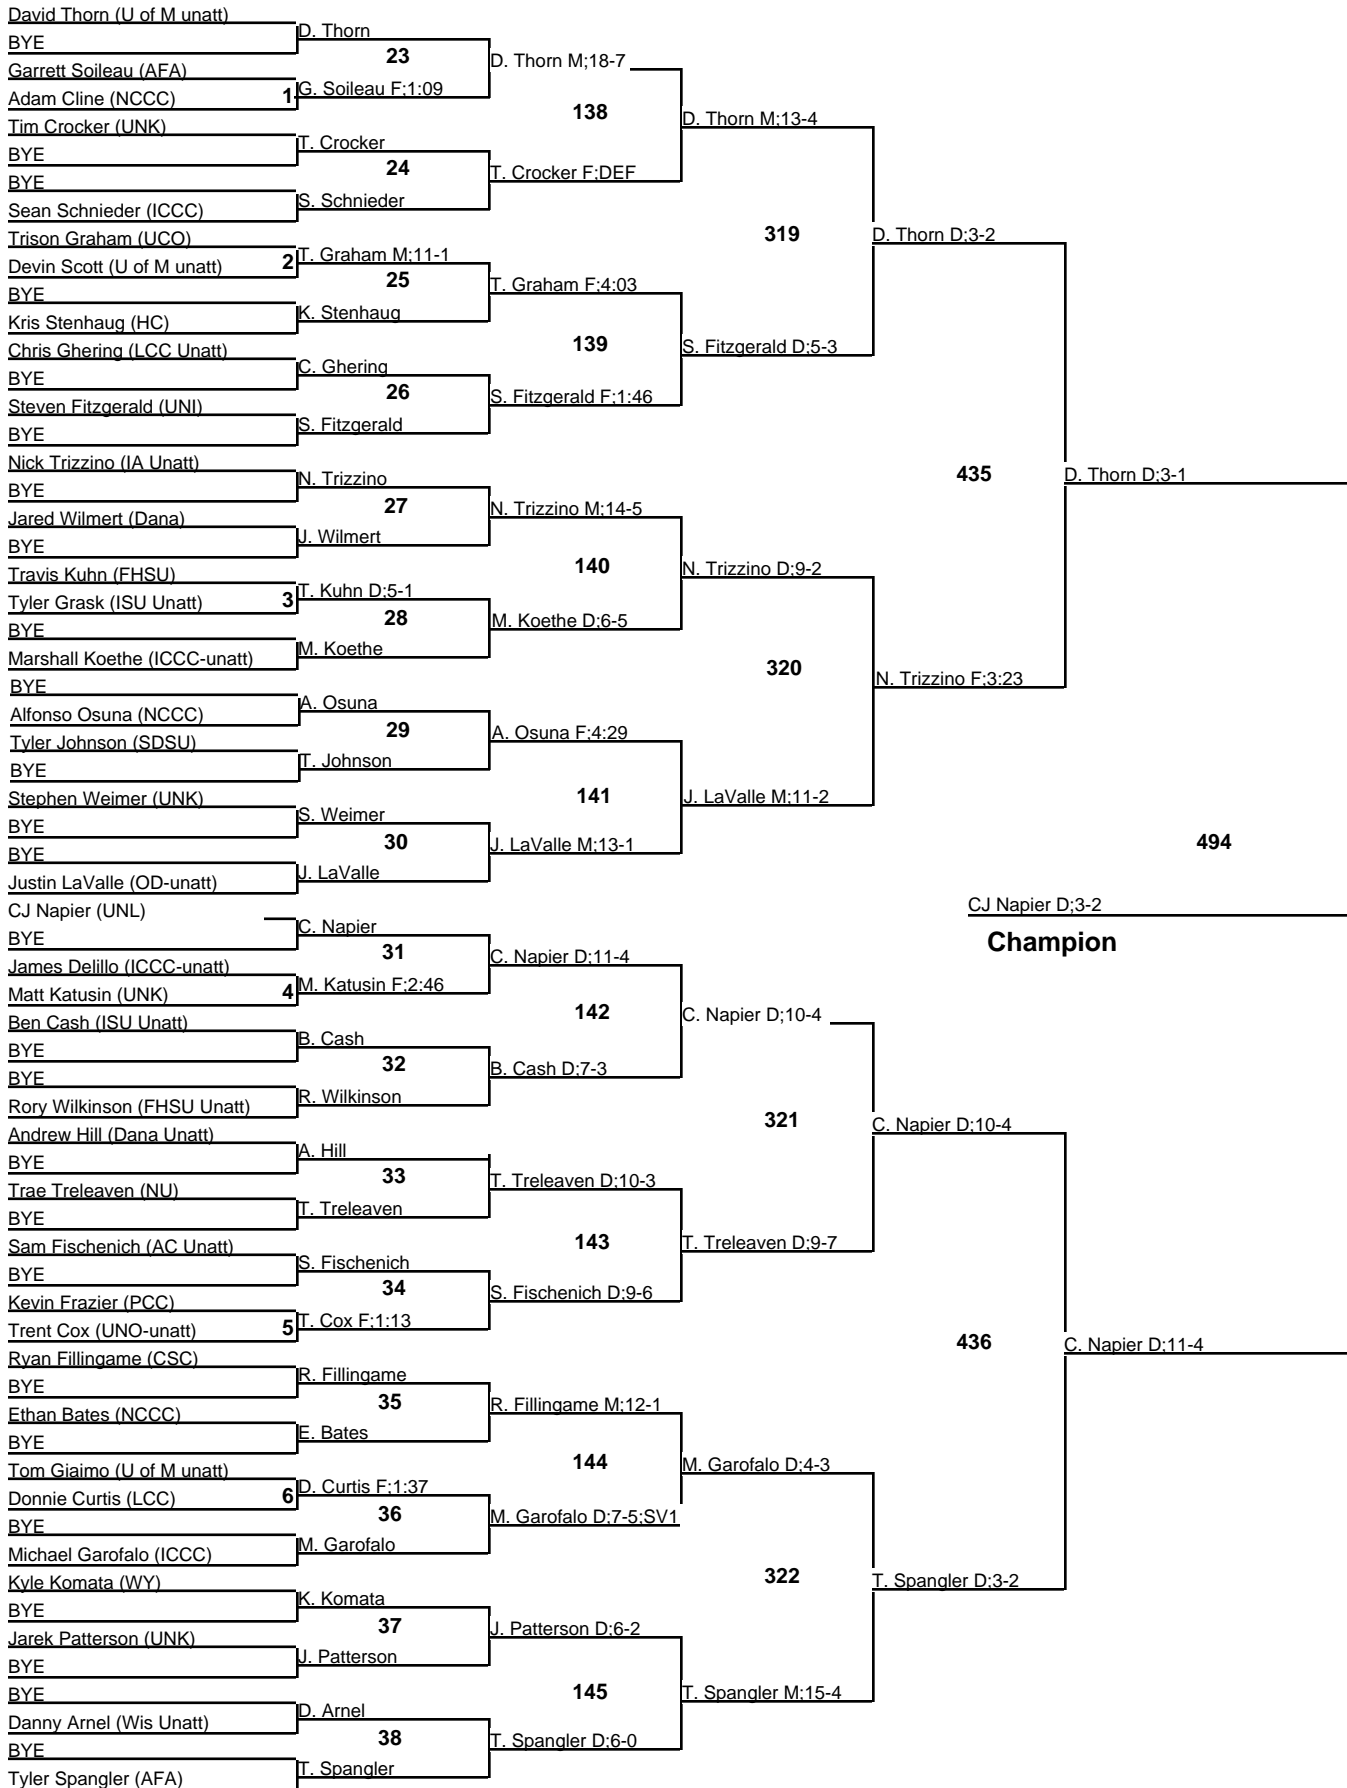 David Thorn (U of M unatt)
BYE
Garrett Soileau (AFA)
Adam Cline (NCCC)
Tim Crocker (UNK)
BYE
BYE
Sean Schnieder (ICCC)
Trison Graham (UCO)
Devin Scott (U of M unatt)
BYE
Kris Stenhaug (HC)
Chris Ghering (LCC Unatt)
BYE
Steven Fitzgerald (UNI)
BYE
Nick Trizzino (IA Unatt)
BYE
Jared Wilmert (Dana)
BYE
Travis Kuhn (FHSU)
Tyler Grask (ISU Unatt)
BYE
Marshall Koethe (ICCC-unatt)
BYE
Alfonso Osuna (NCCC)
Tyler Johnson (SDSU)
BYE
Stephen Weimer (UNK)
BYE
BYE
Justin LaValle (OD-unatt)
CJ Napier (UNL)
BYE
James Delillo (ICCC-unatt)
Matt Katusin (UNK)
Ben Cash (ISU Unatt)
BYE
BYE
Rory Wilkinson (FHSU Unatt)
Andrew Hill (Dana Unatt)
BYE
Trae Treleaven (NU)
BYE
Sam Fischenich (AC Unatt)
BYE
Kevin Frazier (PCC)
Trent Cox (UNO-unatt)
Ryan Fillingame (CSC)
BYE
Ethan Bates (NCCC)
BYE
Tom Giaimo (U of M unatt)
Donnie Curtis (LCC)
BYE
Michael Garofalo (ICCC)
Kyle Komata (WY)
BYE
Jarek Patterson (UNK)
BYE
BYE
Danny Arnel (Wis Unatt)
BYE
Tyler Spangler (AFA)
D. Thorn
23
1 G. Soileau F;1:09
T. Crocker
24
S. Schnieder
2 T. Graham M;11-1
25
K. Stenhaug
C. Ghering
26
S. Fitzgerald
N. Trizzino
27
J. Wilmert
3 T. Kuhn D;5-1
28
M. Koethe
A. Osuna
29
T. Johnson
S. Weimer
30
J. LaValle
C. Napier
31
4 M. Katusin F;2:46
B. Cash
32
R. Wilkinson
A. Hill
33
T. Treleaven
S. Fischenich
34
5 T. Cox F;1:13
R. Fillingame
35
E. Bates
6 D. Curtis F;1:37
36
M. Garofalo
K. Komata
37
J. Patterson
D. Arnel
38
T. Spangler
D. Thorn M;18-7
138
T. Crocker F;DEF
T. Graham F;4:03
139
S. Fitzgerald F;1:46
N. Trizzino M;14-5
140
M. Koethe D;6-5
A. Osuna F;4:29
141
J. LaValle M;13-1
C. Napier D;11-4
142
B. Cash D;7-3
T. Treleaven D;10-3
143
S. Fischenich D;9-6
R. Fillingame M;12-1
144
M. Garofalo D;7-5;SV1
J. Patterson D;6-2
145
T. Spangler D;6-0
D. Thorn M;13-4
319
S. Fitzgerald D;5-3
N. Trizzino D;9-2
320
J. LaValle M;11-2
C. Napier D;10-4
321
T. Treleaven D;9-7
M. Garofalo D;4-3
322
T. Spangler M;15-4
D. Thorn D;3-2
435
N. Trizzino F;3:23
C. Napier D;10-4
436
T. Spangler D;3-2
D. Thorn D;3-1
494
C. Napier D;11-4
CJ Napier D;3-2
Champion